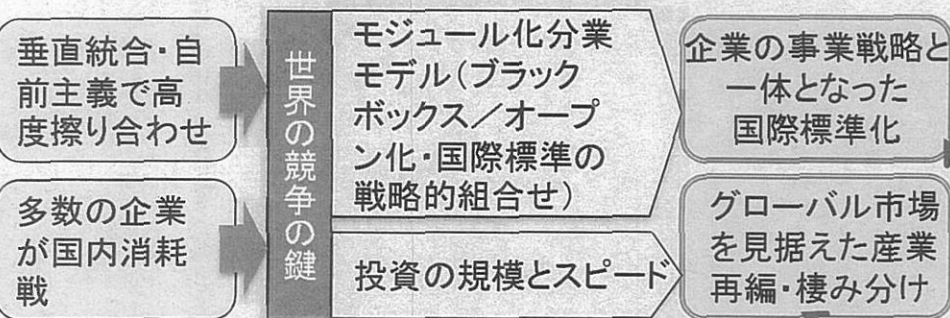 垂直統合・自
前主義で高
度擦り合わせ
多数の企業
が国内消耗
戦
世界の競争の鍵
モジュール化分業
モデル(ブラック
ボックス／オープ
ン化・国際標準の
戦略的組合せ)
投資の規模とスピード
企業の事業戦略と
一体となった
国際標準化
グローバル市場
を見据えた産業
再編・棲み分け